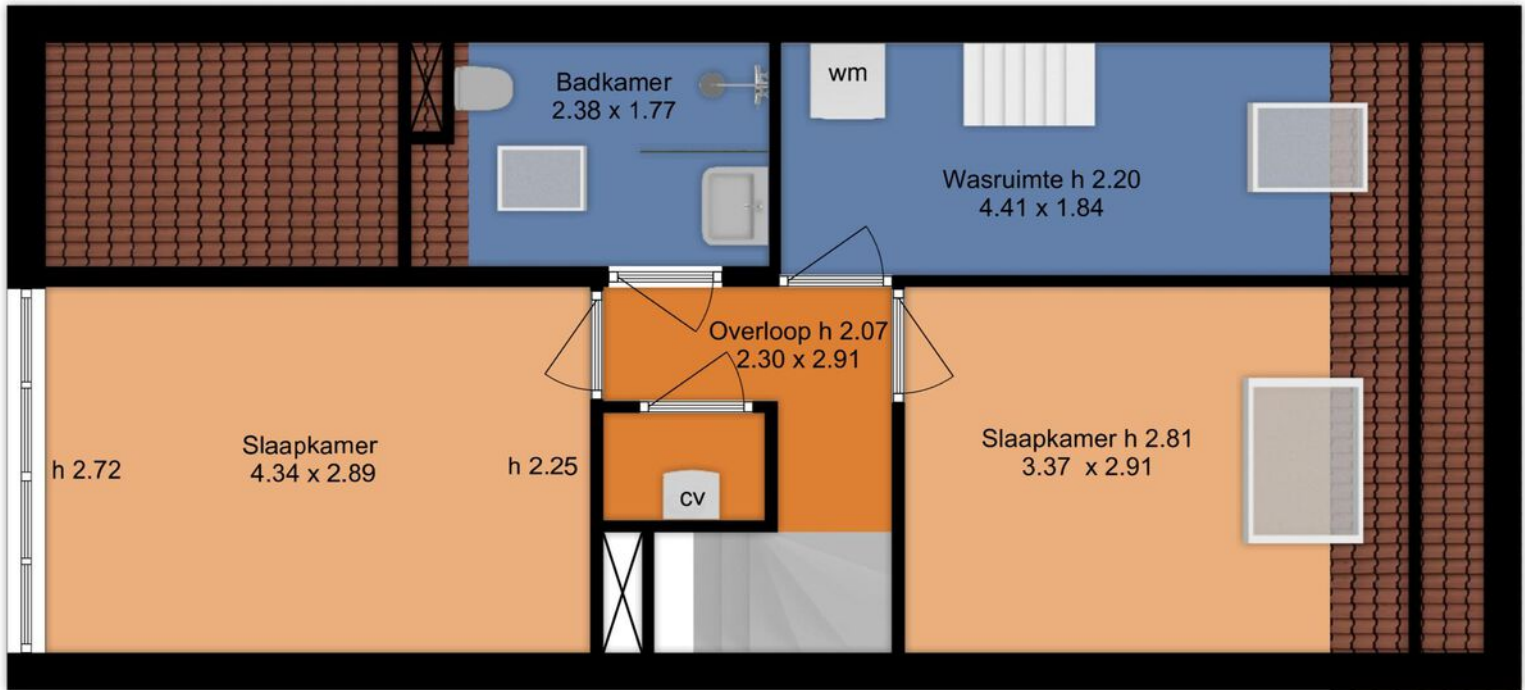 Badkamer
2.38 x 1.77
wm
Wasruimte h 2.20
4.41 x 1.84
Overloop h 2.07
2.30 x 2.91
Slaapkamer
4.34 x 2.89
h 2.72
h 2.25
cv
Slaapkamer h 2.81
3.37 x 2.91